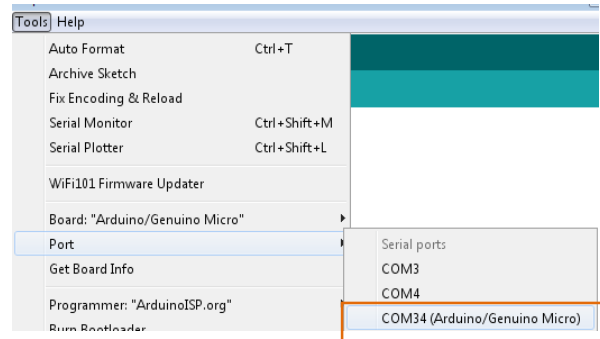 Tools Help
Auto Format Ctrl+T
Archive Sketch
Fix Encoding & Reload
Serial Monitor Ctrl+Shift+M
Serial Plotter Ctrl+Shift+L
WiFi101 Firmware Updater
Board: "Arduino/Genuino Micro"
Port
Get Board Info
Programmer: "ArduinoISP.org"
Burn Bootloader
Serial ports
COM3
COM4
COM34 (Arduino/Genuino Micro)